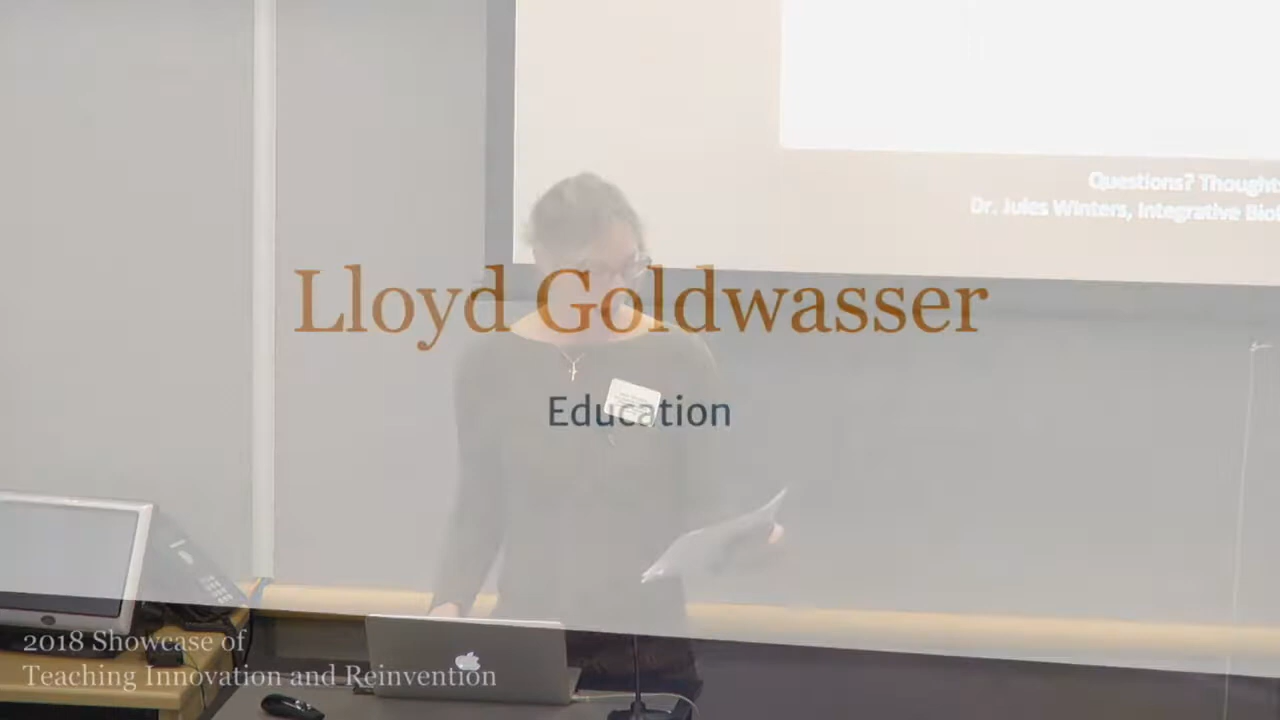 Questions? Thought
Dr. Jules Winters, Integrative Biol
Lloyd Goldwasser
Education
2018 Showcase of
Teaching Innovation and Reinvention